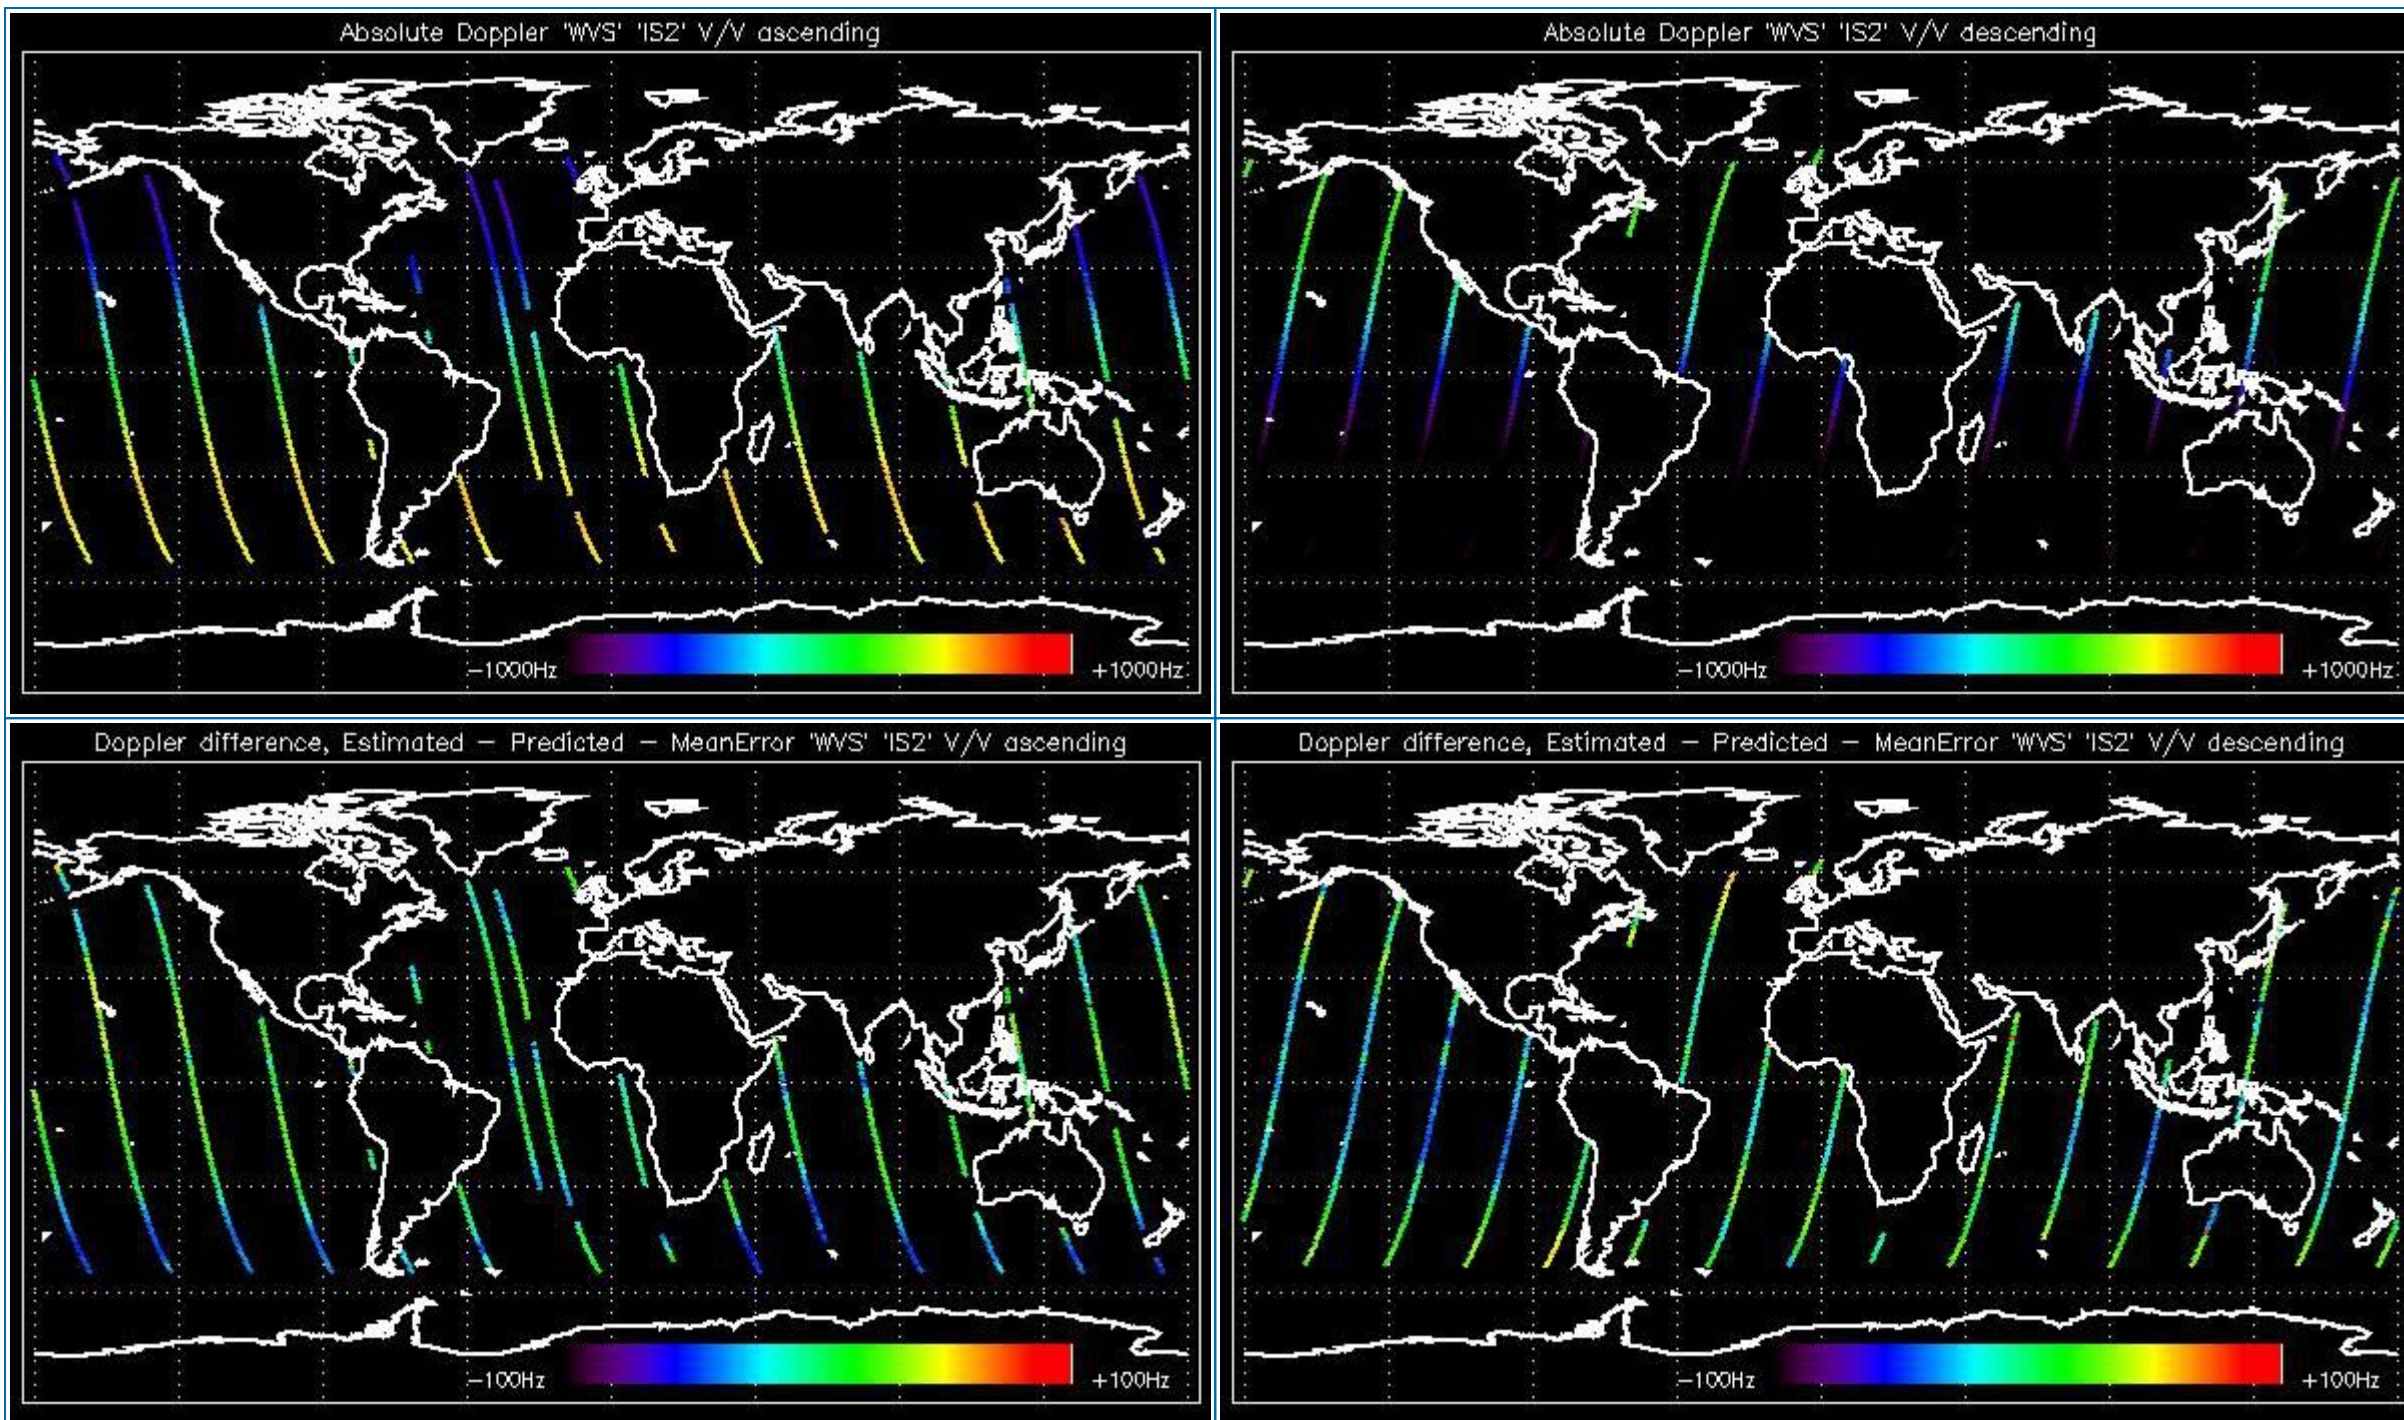 Absolute Doppler 'WVS' 'IS2' V/V ascending
-1000Hz
+1000Hz
Absolute Doppler 'WVS' 'IS2' V/V descending
-1000Hz
+1000Hz
Doppler difference, Estimated - Predicted - MeanError 'WVS' 'IS2' V/V ascending
-100Hz
+100Hz
Doppler difference, Estimated - Predicted - MeanError 'WVS' 'IS2' V/V descending
-100Hz
+100Hz